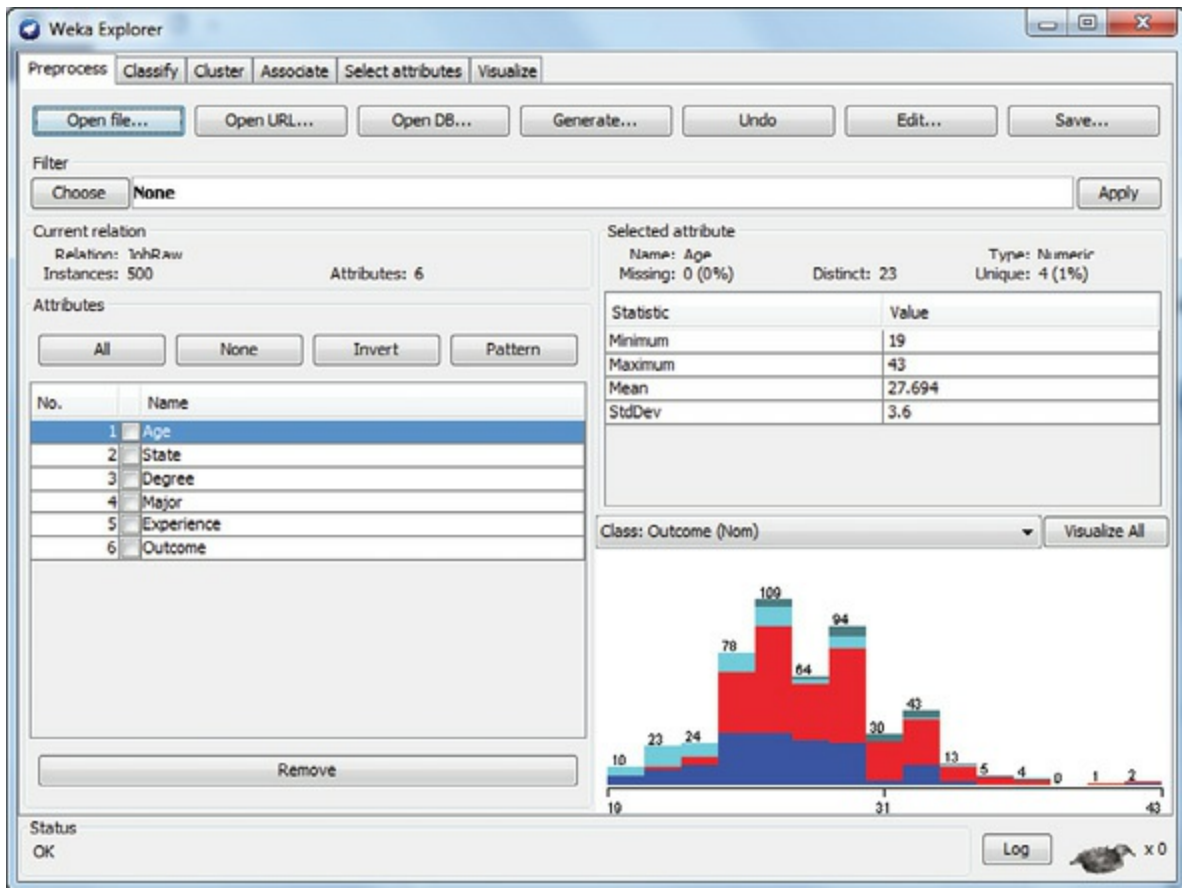 Weka Explorer
Preprocess Classify Cluster Associate Select attributes Visualize
Open file... Open URL... Open DB... Generate... Undo Edit... Save...
Filter
Choose None Apply
Current relation
Relation: JobRaw
Instances: 500 Attributes: 6
Selected attribute
Name: Age Type: Numeric
Missing: 0 (0%) Distinct: 23 Unique: 4 (1%)
Attributes
All None Invert Pattern
No. Name
1 Age
2 State
3 Degree
4 Major
5 Experience
6 Outcome
Remove
Statistic Value
Minimum 19
Maximum 43
Mean 27.694
StdDev 3.6
Class: Outcome (Nom) Visualize All
10 23 24 78 109 64 94 30 43 13 5 4 0 1 2
19 31 43
Status
OK
Log x 0